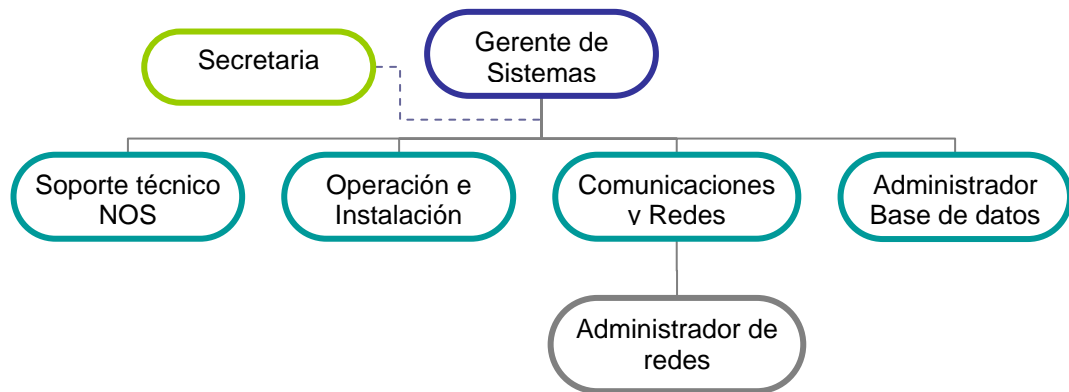 Secretaria
Gerente de
Sistemas
Soporte técnico
NOS
Operación e
Instalación
Comunicaciones
y Redes
Administrador
Base de datos
Administrador de
redes